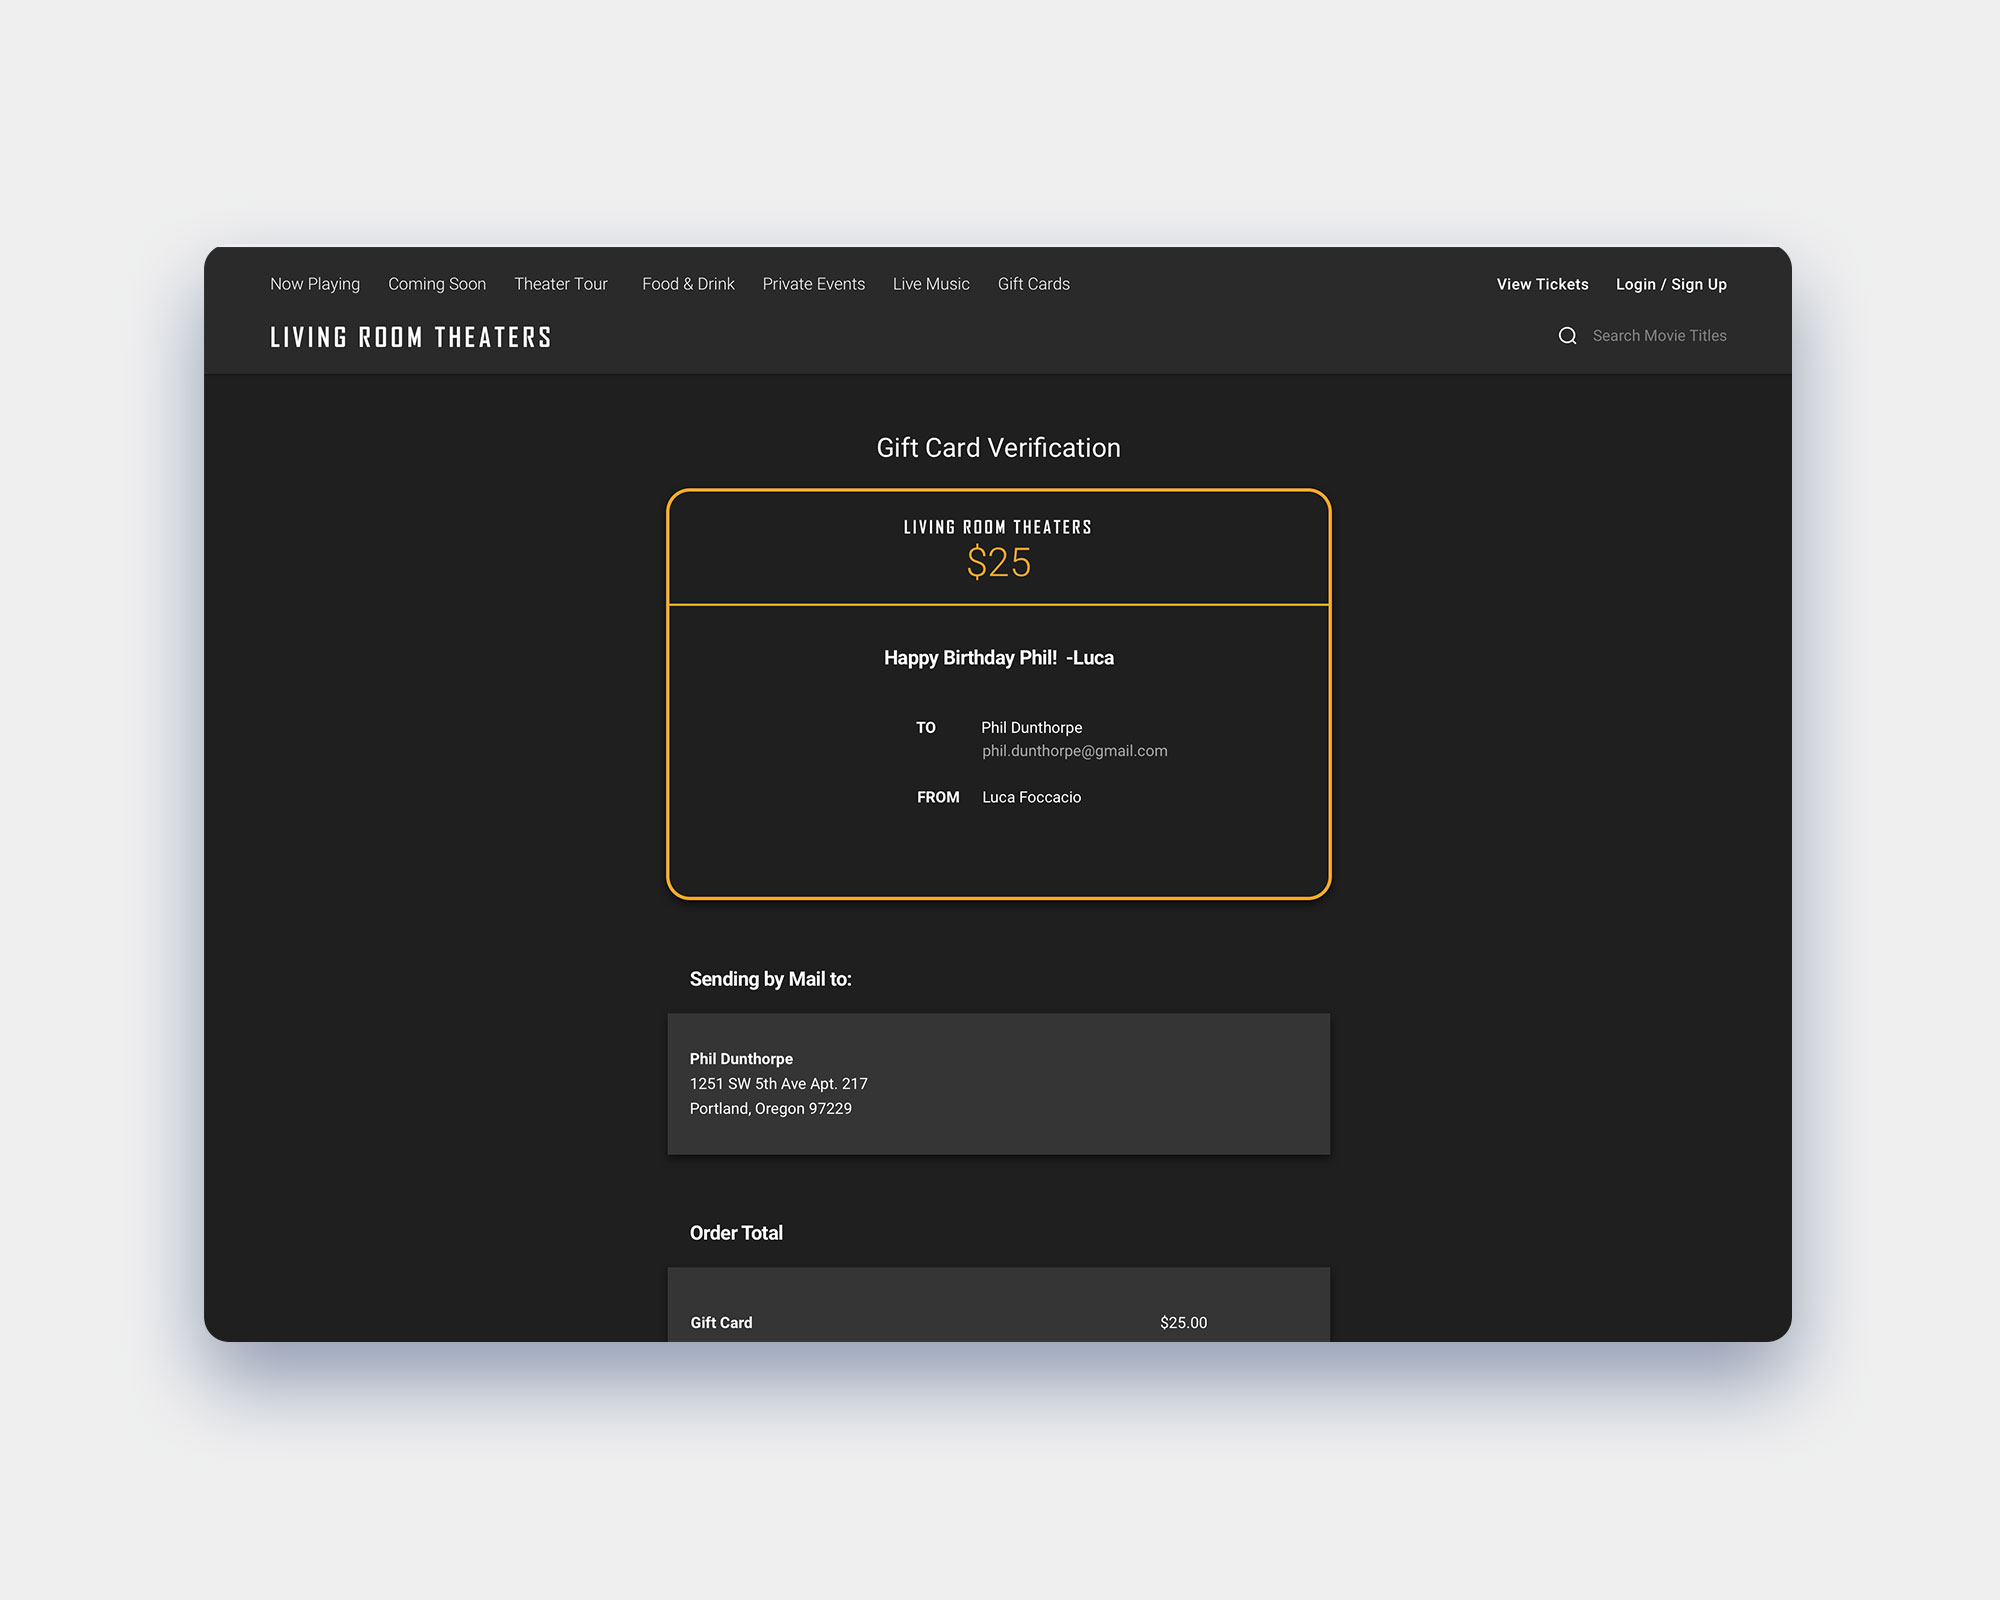 Now Playing Coming Soon Theater Tour Food & Drink Private Events Live Music Gift Cards View Tickets Login / Sign Up
LIVING ROOM THEATERS Search Movie Titles
Gift Card Verification
LIVING ROOM THEATERS
$25
Happy Birthday Phil! -Luca
TO Phil Dunthorpe
phil.dunthorpe@gmail.com
FROM Luca Foccacio
Sending by Mail to:
Phil Dunthorpe
1251 SW 5th Ave Apt. 217
Portland, Oregon 97229
Order Total
Gift Card $25.00